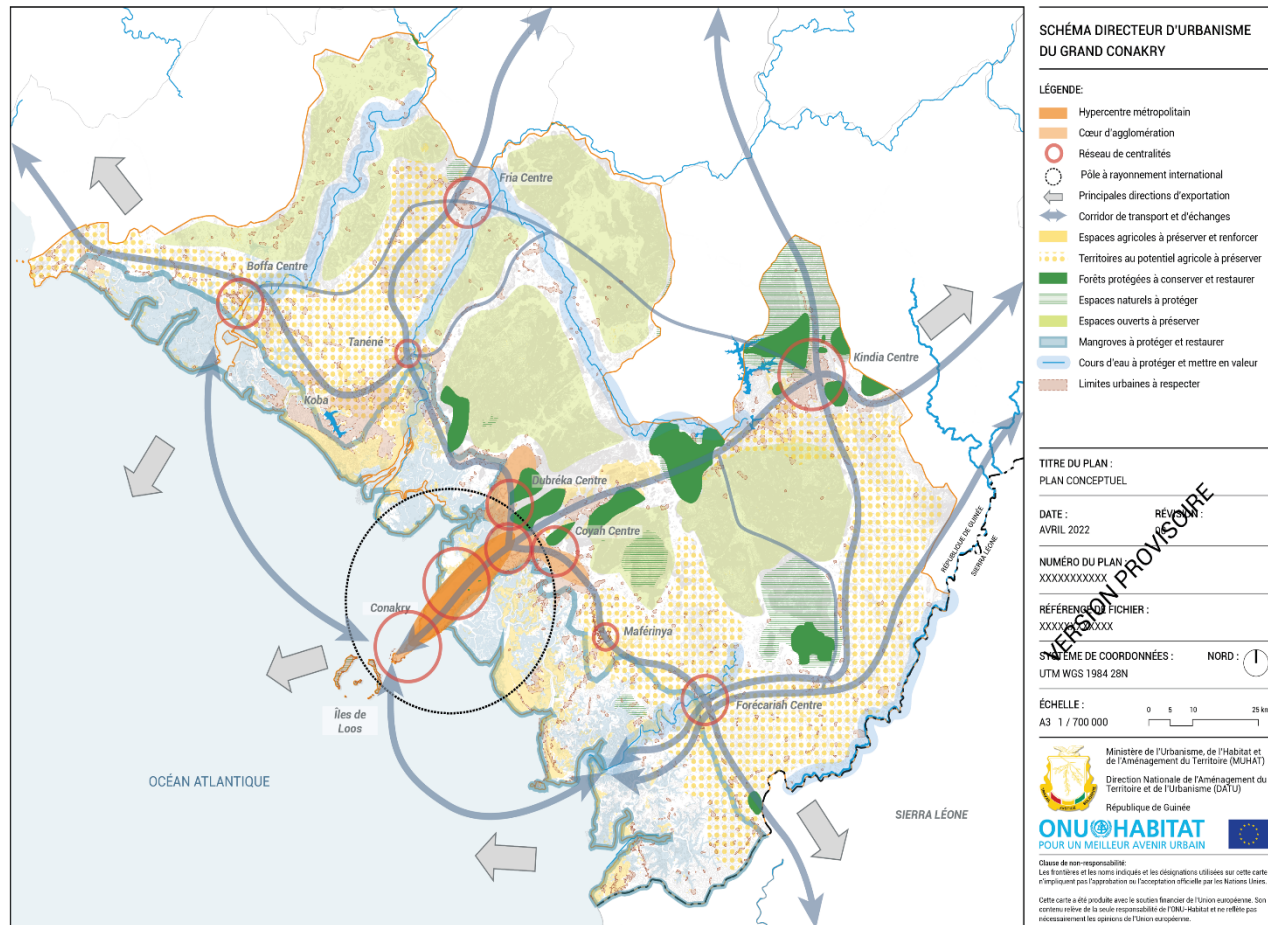 SCHÉMA DIRECTEUR D'URBANISME
DU GRAND CONAKRY
LÉGENDE:
Hypercentre métropolitain
Cœur d'agglomération
Réseau de centralités
Pôle à rayonnement international
Principales directions d'exportation
Corridor de transport et d'échanges
Espaces agricoles à préserver et renforcer
Territoires au potentiel agricole à préserver
Forêts protégées à conserver et restaurer
Espaces naturels à protéger
Espaces ouverts à préserver
Mangroves à protéger et restaurer
Cours d'eau à protéger et mettre en valeur
Limites urbaines à respecter
Fria Centre
Boffa Centre
Tanéné
Koba
Kindia Centre
Dubréka Centre
Coyah Centre
Conakry
Maférinya
Forécariah Centre
Îles de
Loos
OCÉAN ATLANTIQUE
SIERRA LÉONE
RÉPUBLIQUE DE GUINÉE
SIERRA LÉONE
TITRE DU PLAN :
PLAN CONCEPTUEL
DATE :
AVRIL 2022
RÉVISION :
VERSION PROVISOIRE
NUMÉRO DU PLAN
XXXXXXXXXXX
RÉFÉRENCE DE FICHIER :
SYSTÈME DE COORDONNÉES :
UTM WGS 1984 28N
NORD :
ÉCHELLE :
A3 1 / 700 000
0 5 10 25 km
Ministère de l'Urbanisme, de l'Habitat et
de l'Aménagement du Territoire (MUHAT)
Direction Nationale de l'Aménagement du
Territoire et de l'Urbanisme (DATU)
République de Guinée
ONU HABITAT
POUR UN MEILLEUR AVENIR URBAIN
Clause de non-responsabilité:
Les frontières et les noms indiqués et les désignations utilisées sur cette carte
n'impliquent pas l'approbation ou l'acceptation officielle par les Nations Unies.
Cette carte a été produite avec le soutien financier de l'Union européenne. Son
contenu relève de la seule responsabilité de l'ONU-Habitat et ne reflète pas
nécessairement les opinions de l'Union européenne.